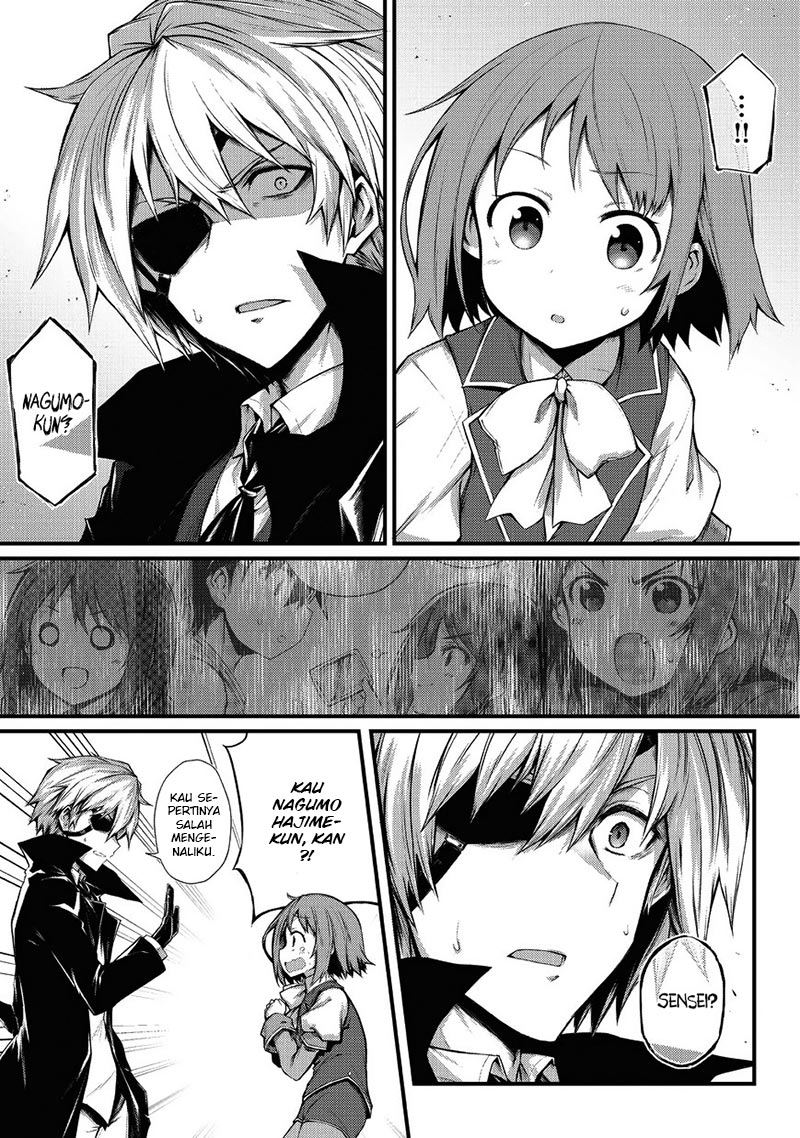 ...!!
NAGUMO-
KUN?
SENSEI!?
KAU
NAGUMO
HAJIME-
KUN, KAN
?!
KAU SE-
PERTINYA
SALAH
MENGE-
NALIKU.